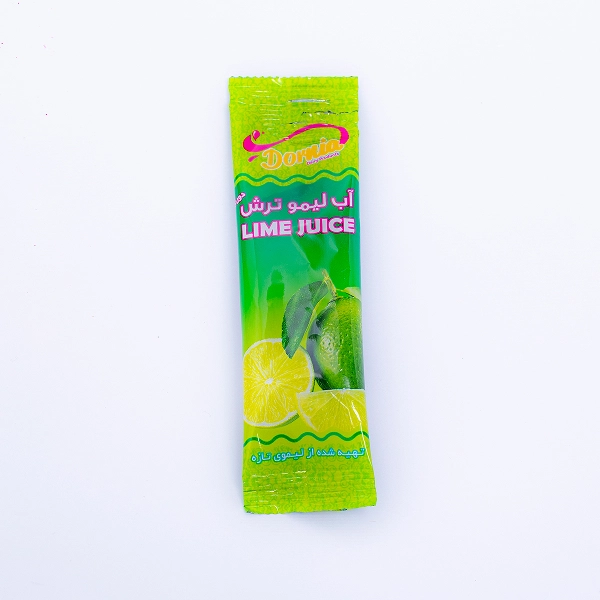 Dornia
آب لیمو ترش
LIME JUICE
تهیه شده از لیموی تازه